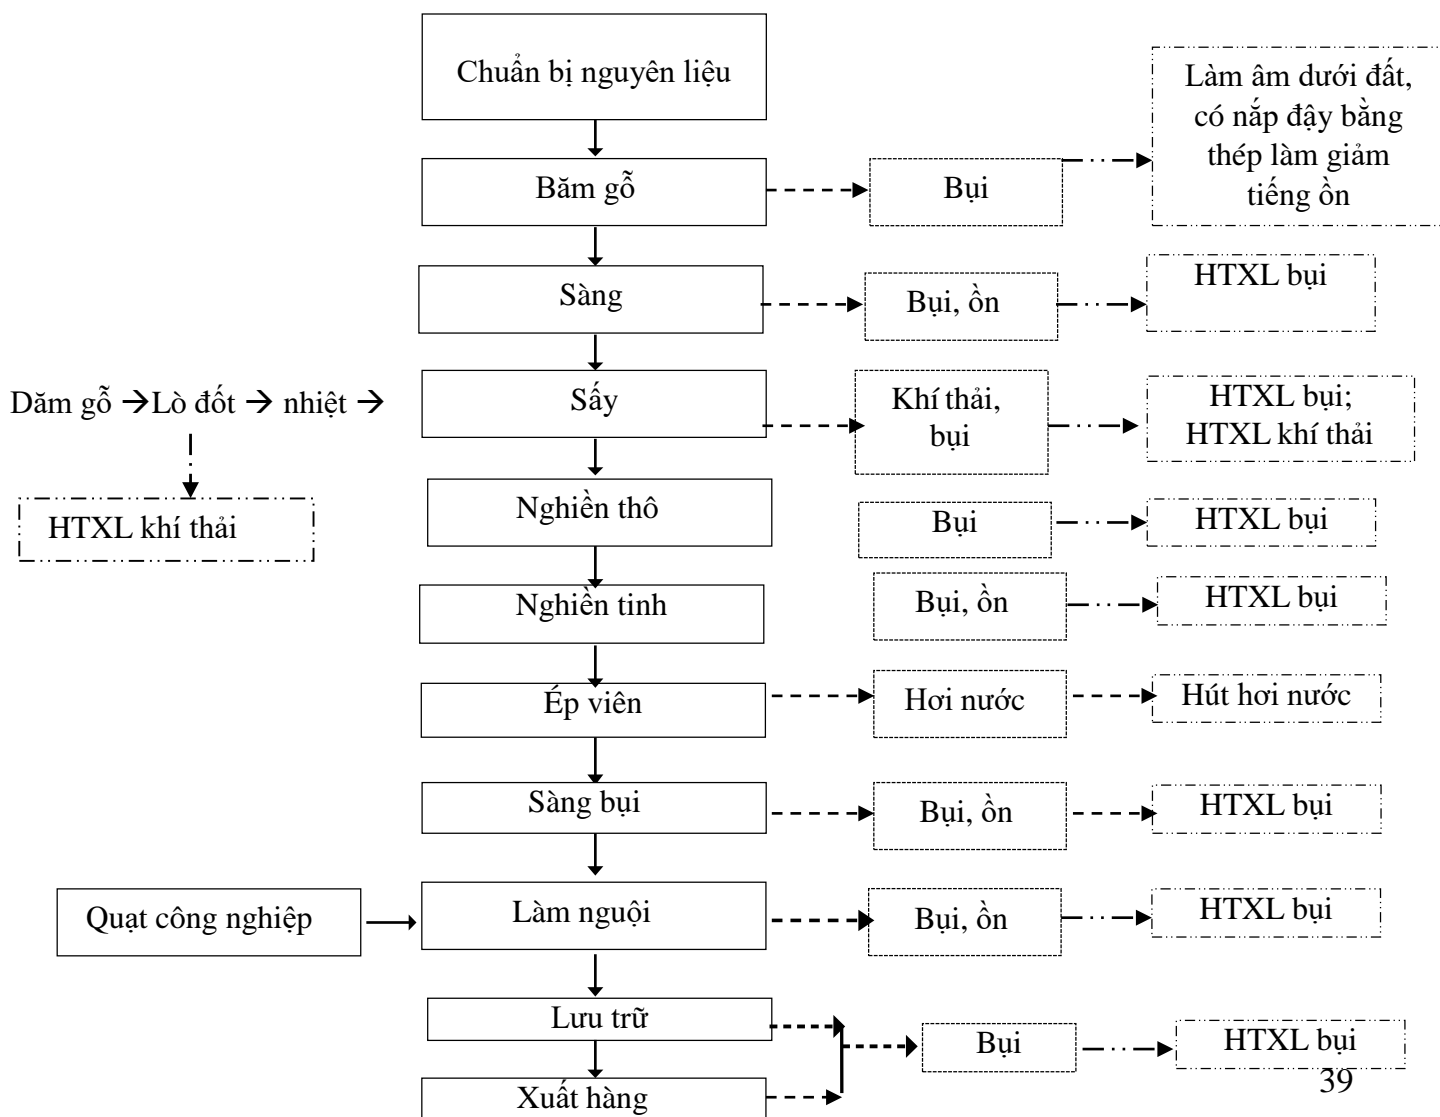 Chuẩn bị nguyên liệu
Làm âm dưới đất,
có nắp đậy bằng
thép làm giảm
tiếng ồn
Băm gỗ
Bụi
Sàng
Bụi, ồn
HTXL bụi
Dăm gỗ → Lò đốt → nhiệt →
Sấy
Khí thải,
bụi
HTXL bụi;
HTXL khí thải
HTXL khí thải
Nghiền thô
Bụi
HTXL bụi
Nghiền tinh
Bụi, ồn
HTXL bụi
Ép viên
Hơi nước
Hút hơi nước
Sàng bụi
Bụi, ồn
HTXL bụi
Quạt công nghiệp
Làm nguội
Bụi, ồn
HTXL bụi
Lưu trữ
Bụi
HTXL bụi
Xuất hàng
39